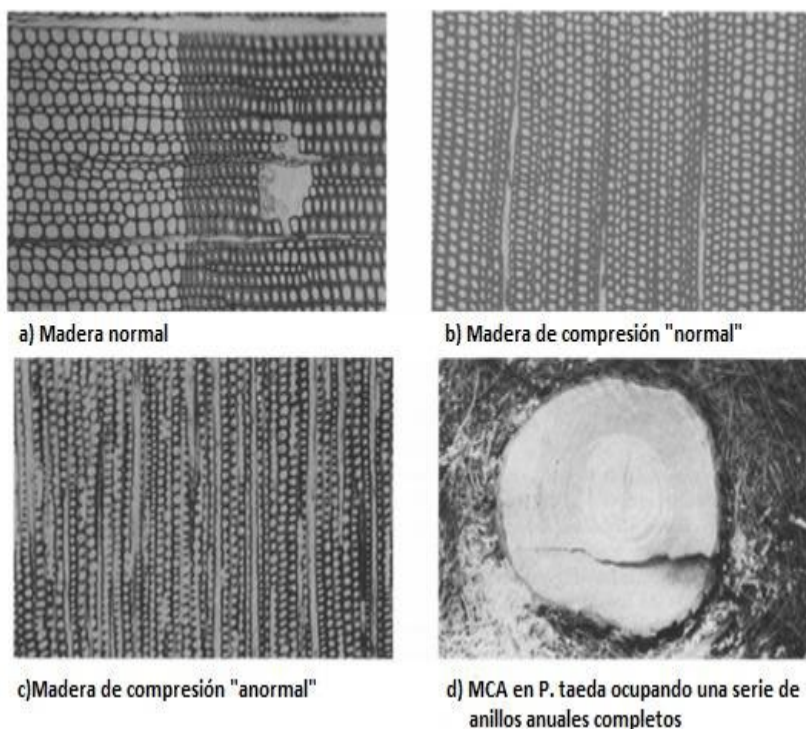 a) Madera normal
b) Madera de compresión "normal"
c)Madera de compresión "anormal"
d) MCA en P. taeda ocupando una serie de
anillos anuales completos